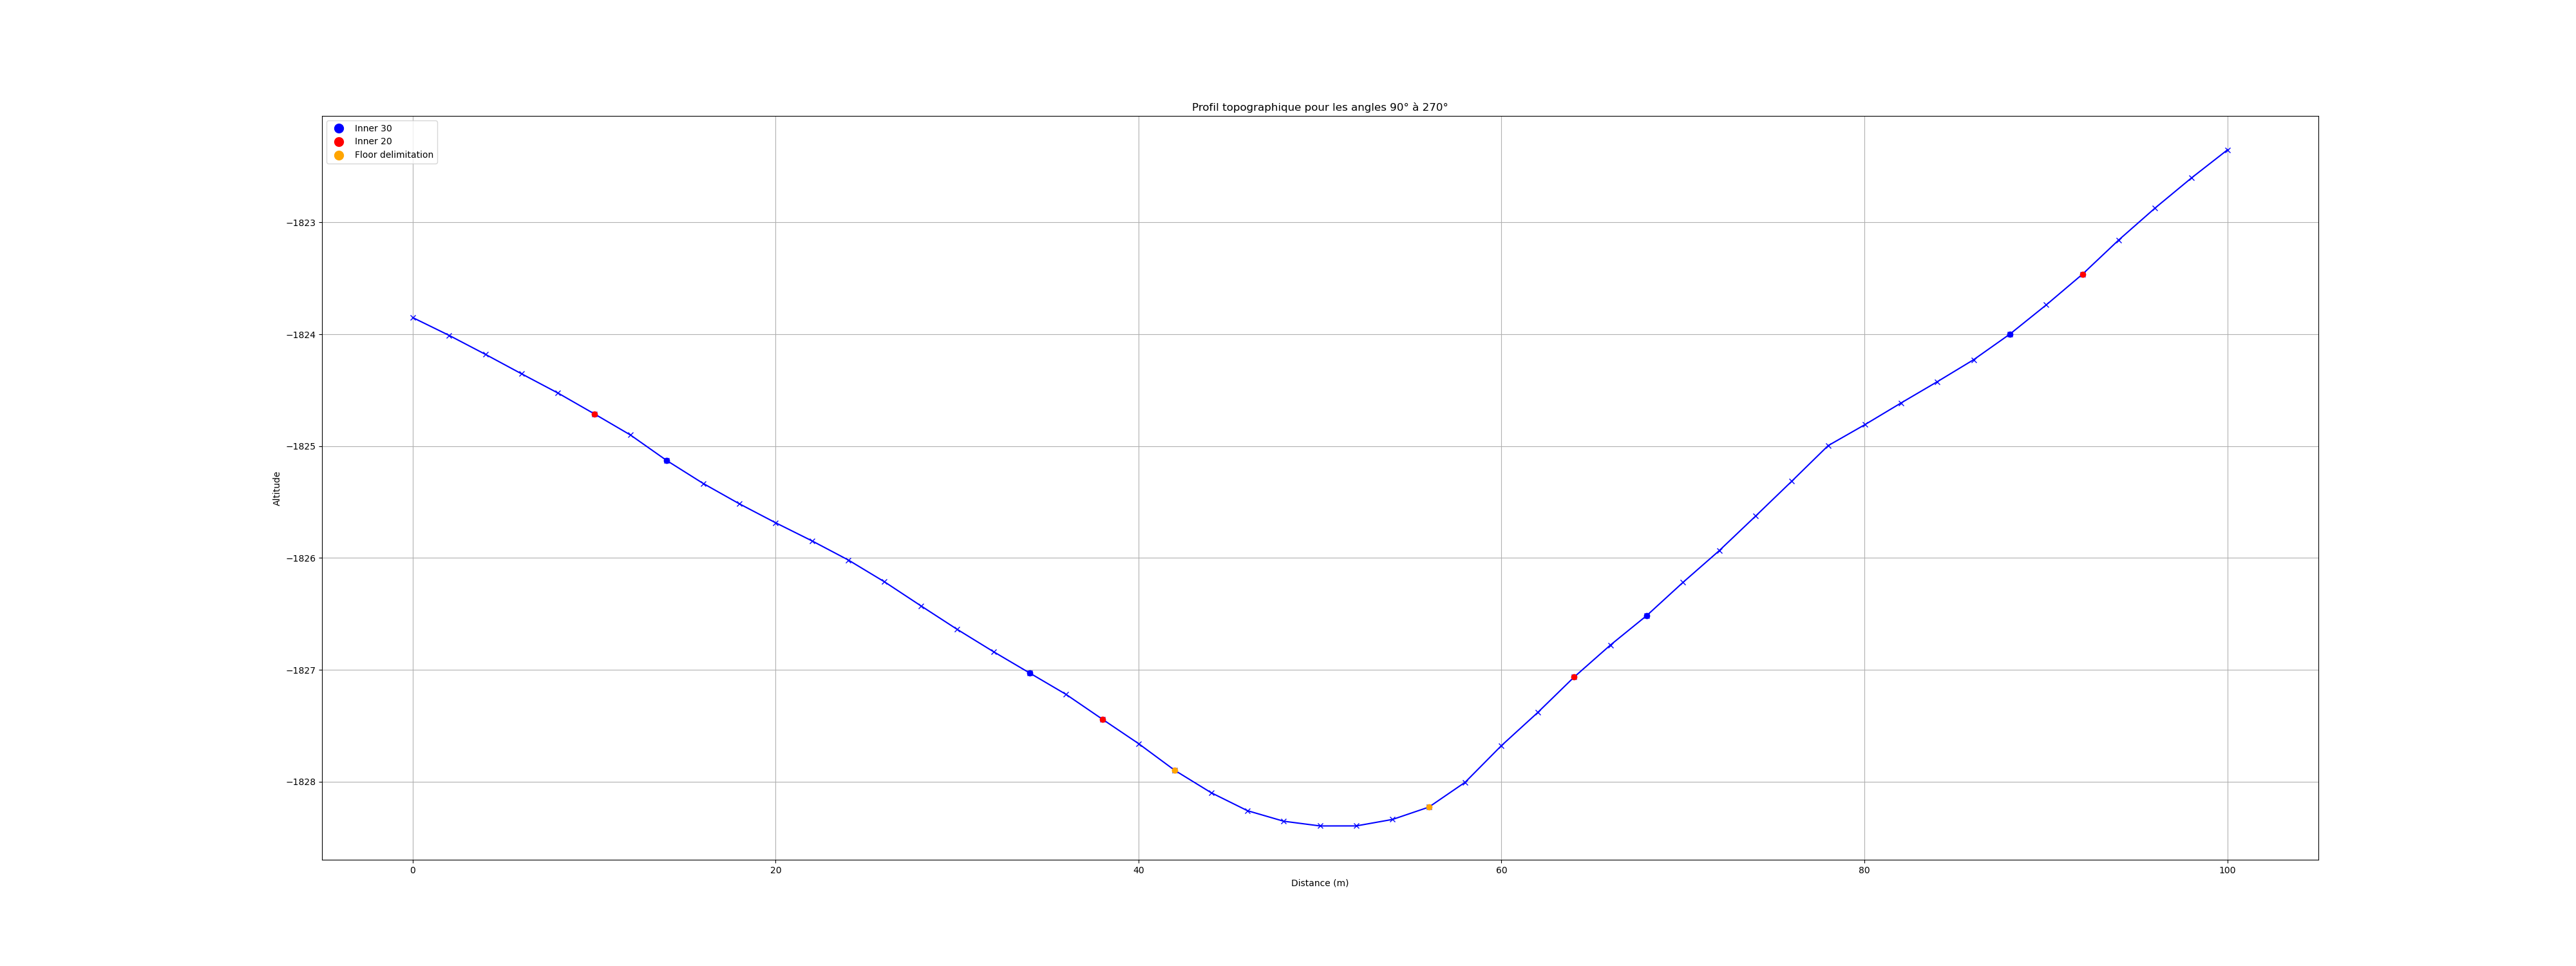 Profil topographique pour les angles 90° à 270°
Inner 30
Inner 20
Floor delimitation
−1823
−1824
−1825
−1826
−1827
−1828
Altitude
0 20 40 60 80 100
Distance (m)